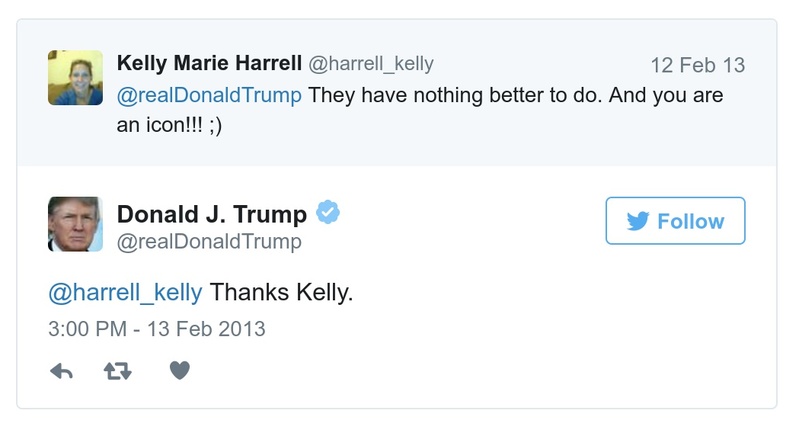 Kelly Marie Harrell @harrell_kelly 12 Feb 13
@realDonaldTrump They have nothing better to do. And you are
an icon!!! ;)
Donald J. Trump
@realDonaldTrump
Follow
@harrell_kelly Thanks Kelly.
3:00 PM - 13 Feb 2013